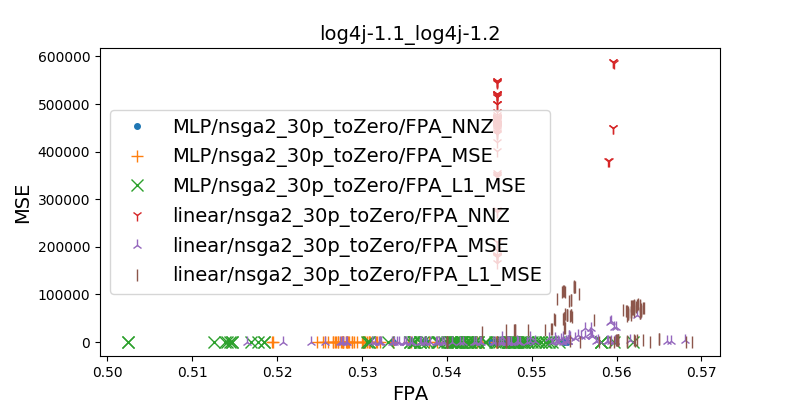 log4j-1.1_log4j-1.2
600000
500000
400000
300000
200000
100000
0
MSE
MLP/nsga2_30p_toZero/FPA_NNZ
MLP/nsga2_30p_toZero/FPA_MSE
MLP/nsga2_30p_toZero/FPA_L1_MSE
linear/nsga2_30p_toZero/FPA_NNZ
linear/nsga2_30p_toZero/FPA_MSE
linear/nsga2_30p_toZero/FPA_L1_MSE
0.50 0.51 0.52 0.53 0.54 0.55 0.56 0.57
FPA